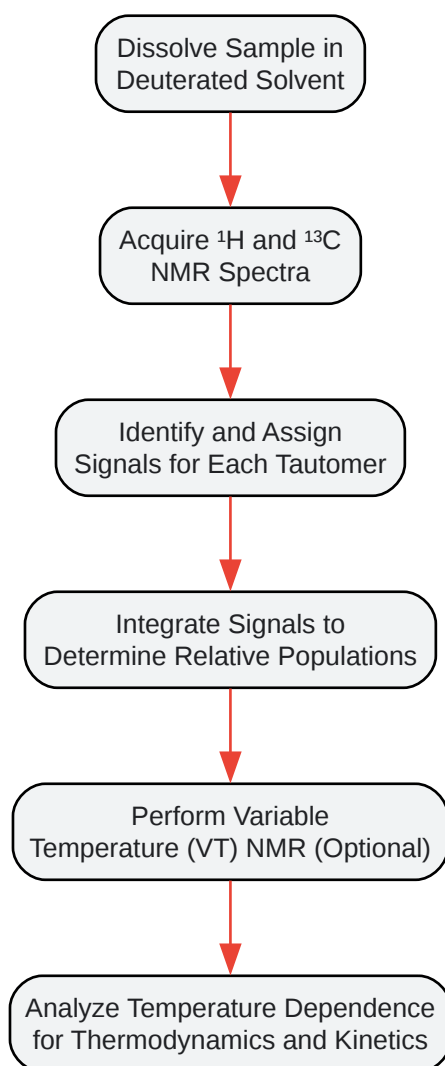 Dissolve Sample in
Deuterated Solvent
Acquire ¹H and ¹³C
NMR Spectra
Identify and Assign
Signals for Each Tautomer
Integrate Signals to
Determine Relative Populations
Perform Variable
Temperature (VT) NMR (Optional)
Analyze Temperature Dependence
for Thermodynamics and Kinetics